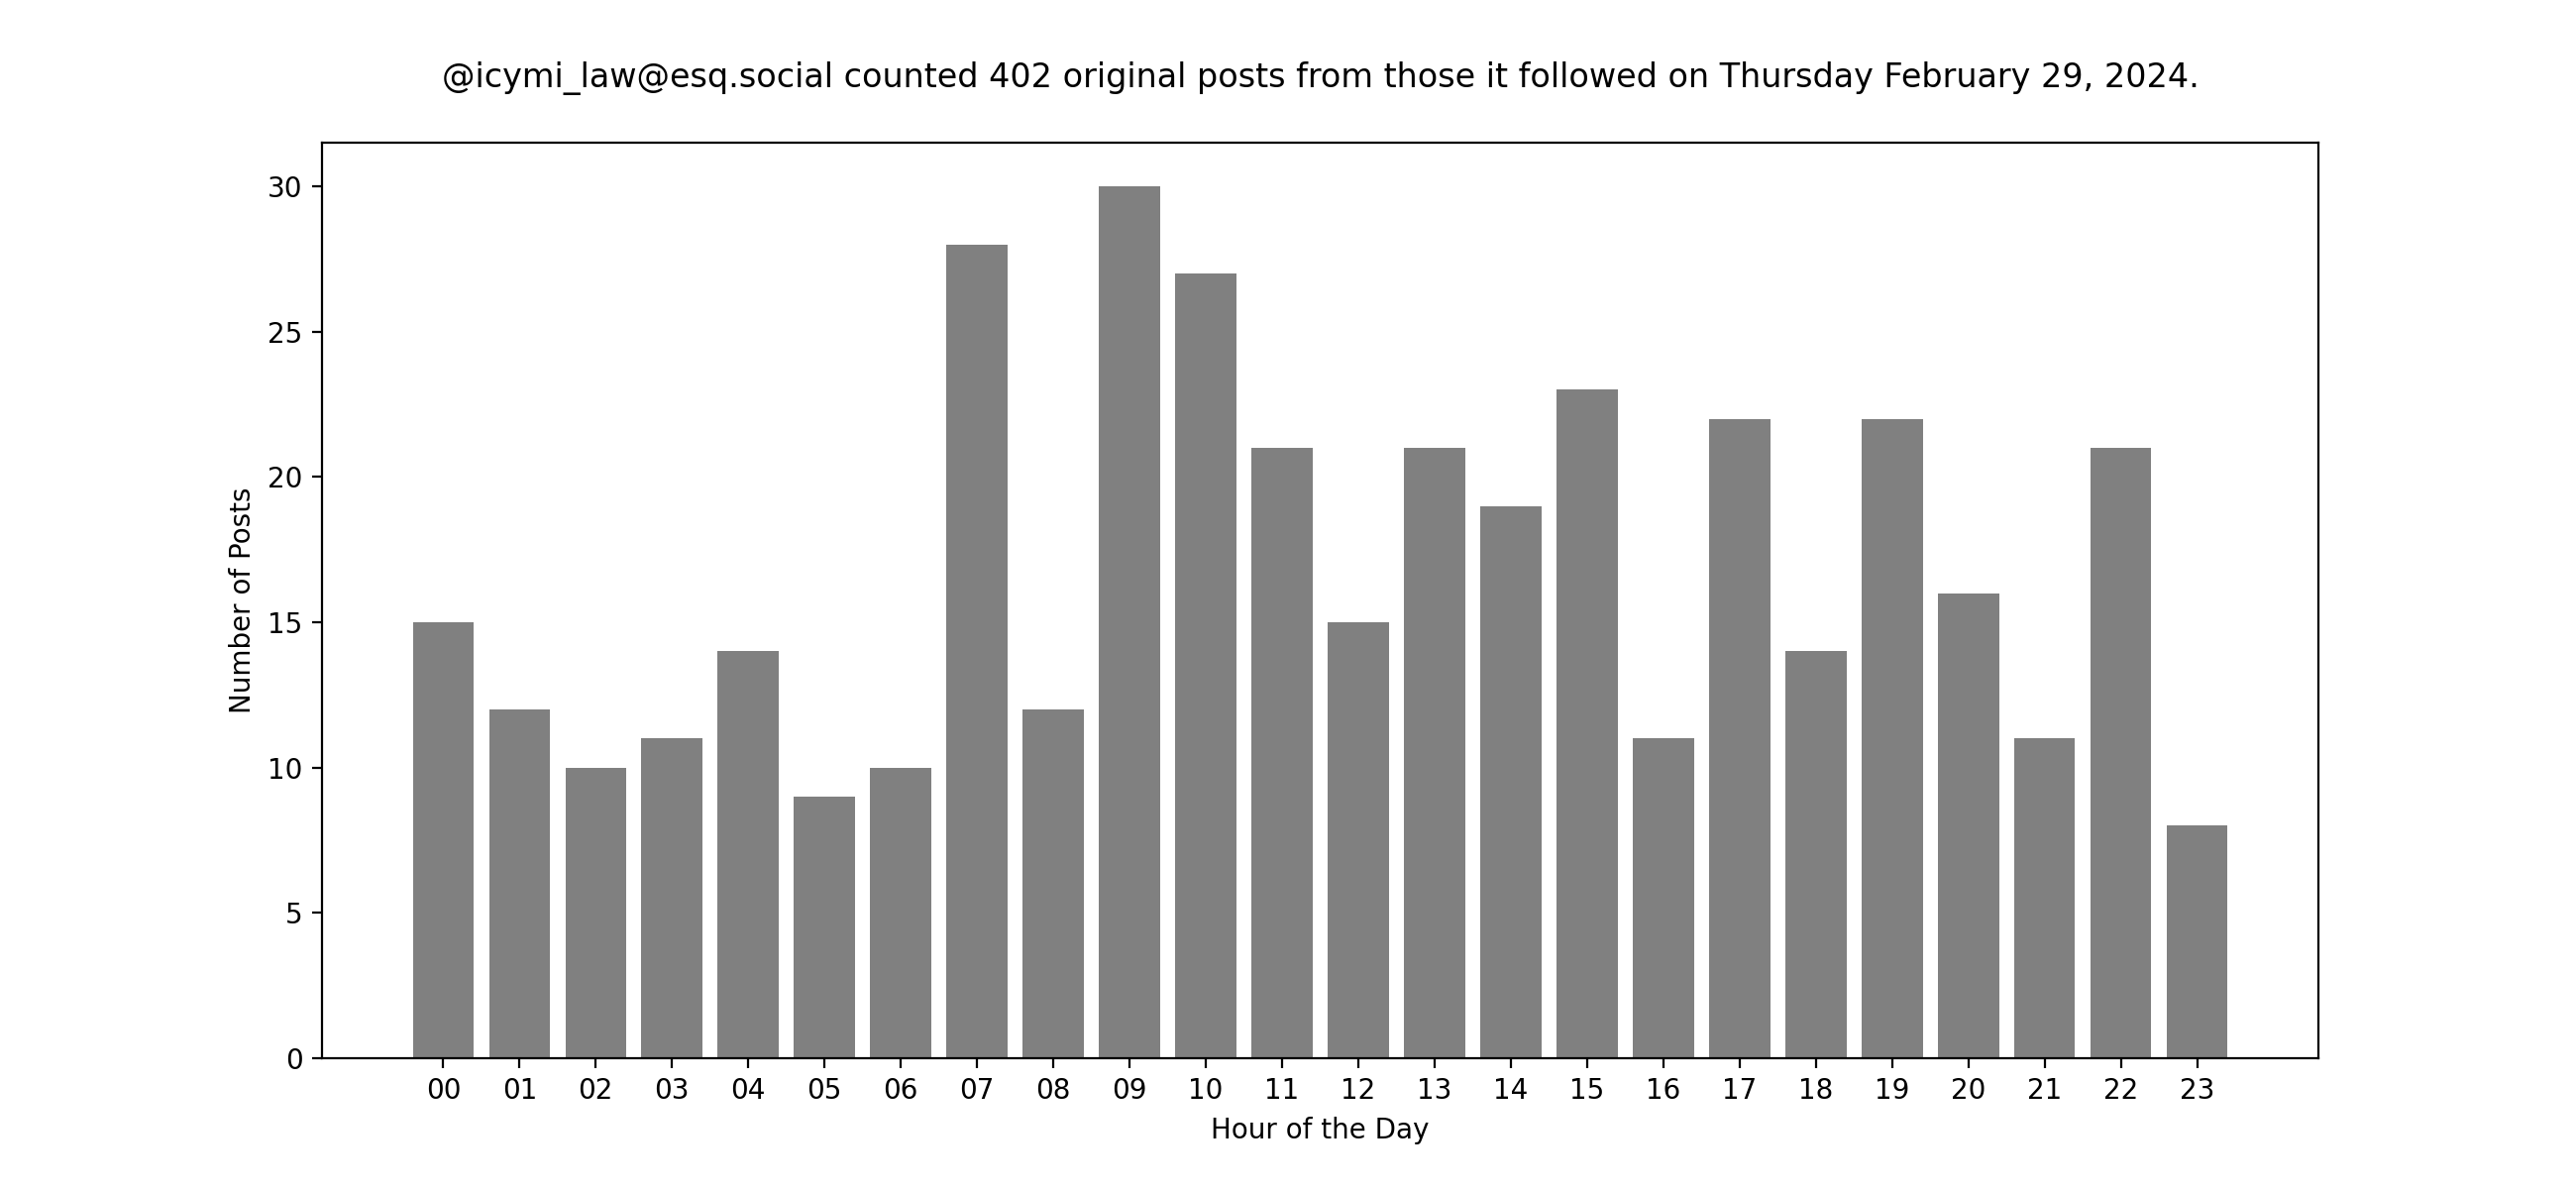 @icymi_law@esq.social counted 402 original posts from those it followed on Thursday February 29, 2024.
30
25
20
15
10
5
0
Number of Posts
00 01 02 03 04 05 06 07 08 09 10 11 12 13 14 15 16 17 18 19 20 21 22 23
Hour of the Day